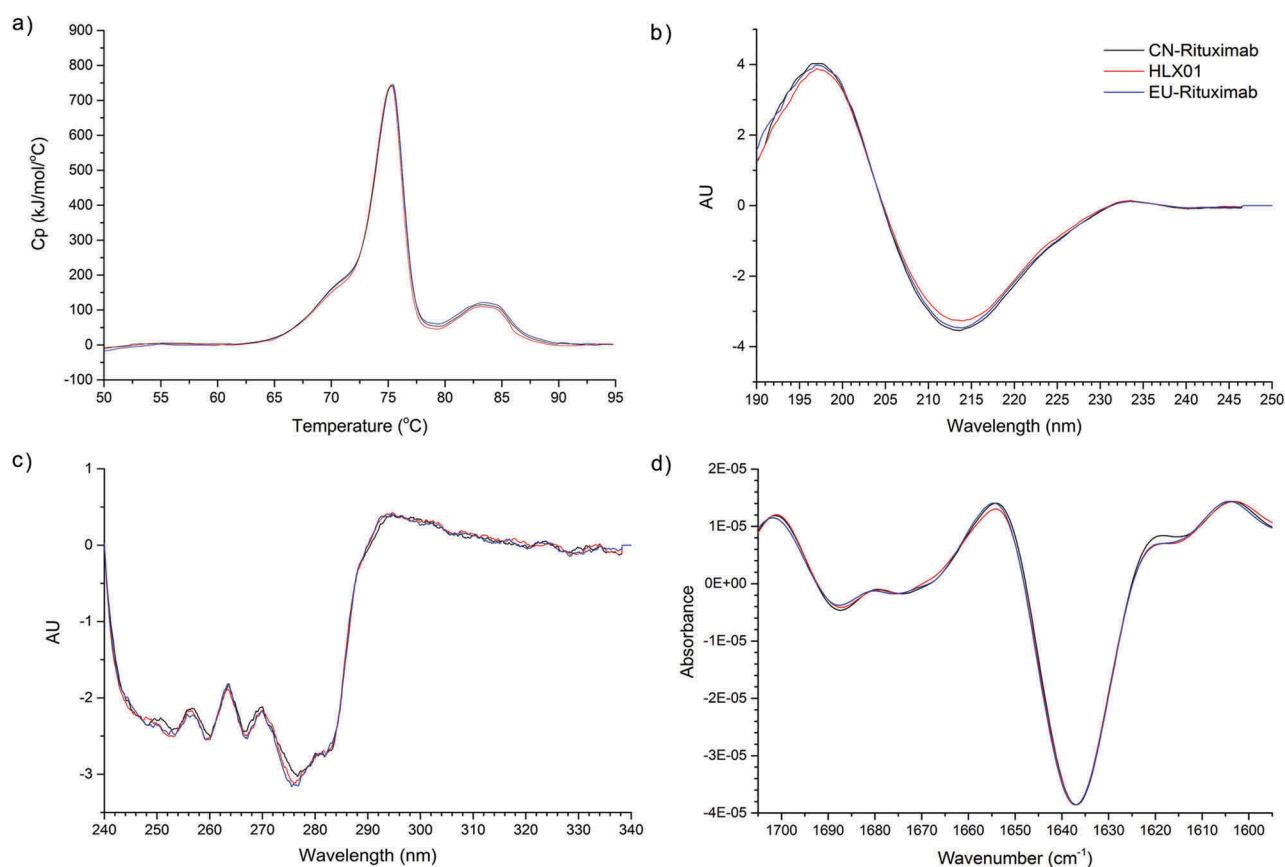 a)
900
800
700
600
500
400
300
200
100
0
-100
Cp (kJ/mol/°C)
50 55 60 65 70 75 80 85 90 95
Temperature (°C)
b)
CN-Rituximab
HLX01
EU-Rituximab
4
2
0
-2
-4
AU
190 195 200 205 210 215 220 225 230 235 240 245 250
Wavelength (nm)
c)
1
0
-1
-2
-3
AU
240 250 260 270 280 290 300 310 320 330 340
Wavelength (nm)
d)
2E-05
1E-05
0E+00
-1E-05
-2E-05
-3E-05
-4E-05
Absorbance
1700 1690 1680 1670 1660 1650 1640 1630 1620 1610 1600
Wavenumber (cm⁻¹)